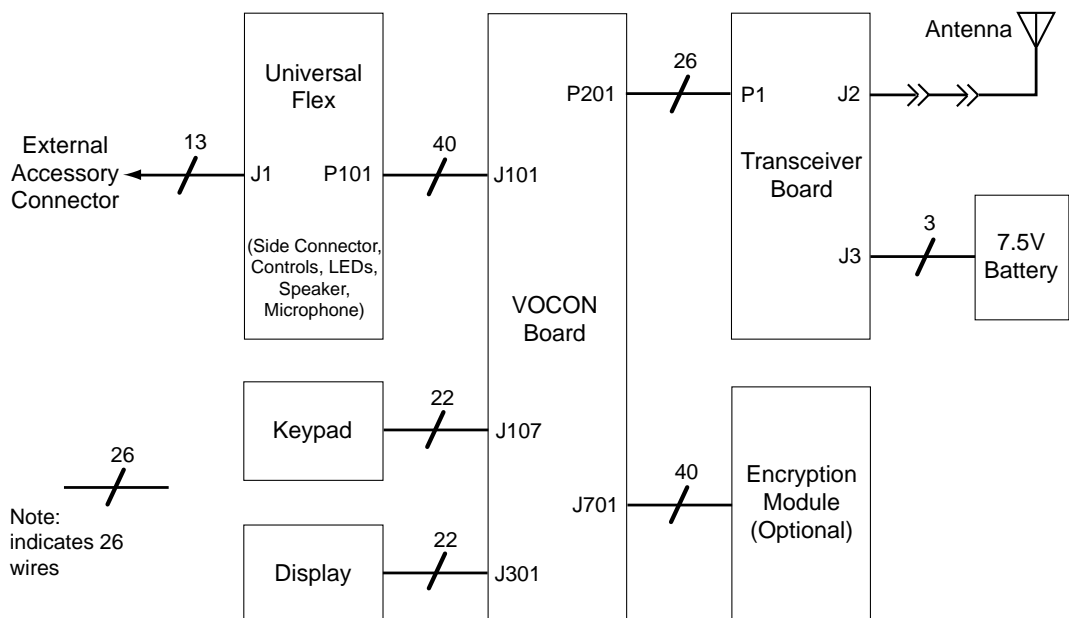 Antenna
26
Universal
Flex
P201
P1
J2
13
40
External
Accessory
Connector
J1
P101
J101
Transceiver
Board
(Side Connector,
Controls, LEDs,
Speaker,
Microphone)
J3
3
7.5V
Battery
VOCON
Board
22
Keypad
J107
26
Note:
indicates 26
wires
40
J701
Encryption
Module
(Optional)
22
Display
J301